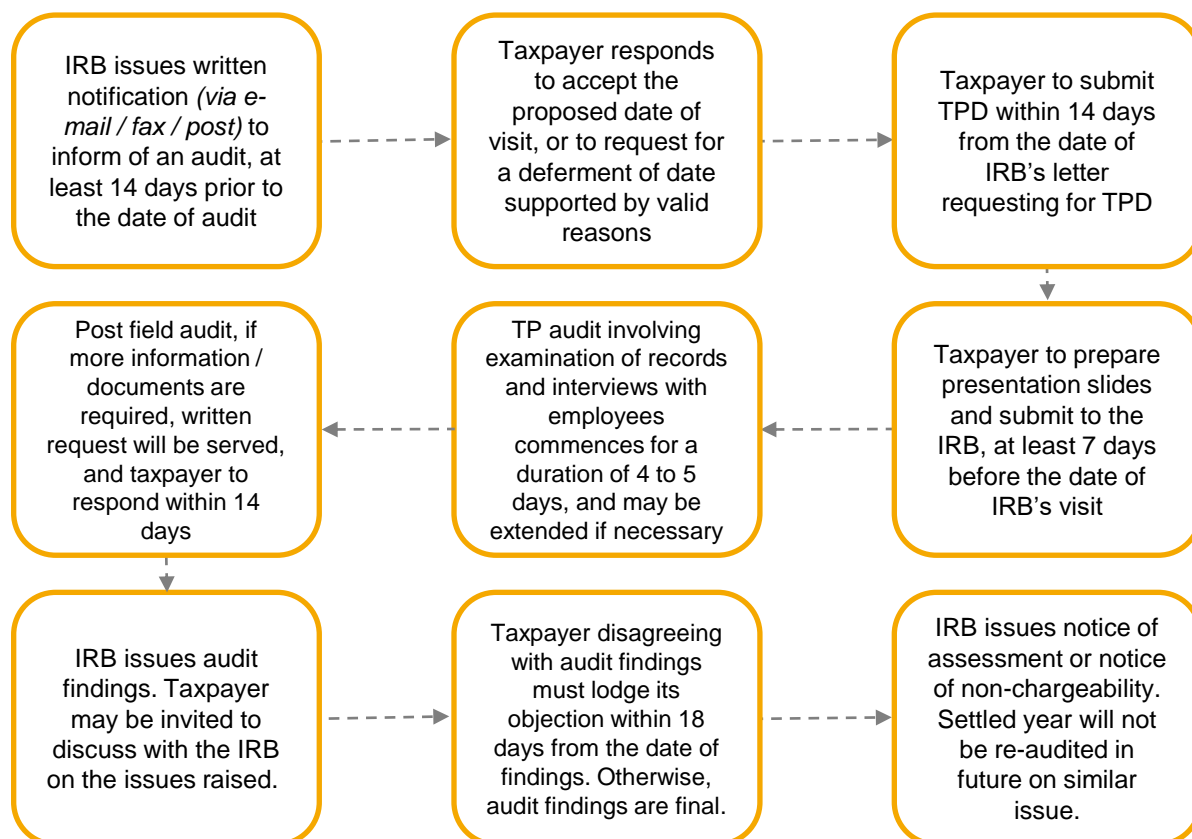 IRB issues written
notification (via e-
mail / fax / post) to
inform of an audit, at
least 14 days prior to
the date of audit
Taxpayer responds
to accept the
proposed date of
visit, or to request for
a deferment of date
supported by valid
reasons
Taxpayer to submit
TPD within 14 days
from the date of
IRB’s letter
requesting for TPD
Taxpayer to prepare
presentation slides
and submit to the
IRB, at least 7 days
before the date of
IRB’s visit
TP audit involving
examination of records
and interviews with
employees
commences for a
duration of 4 to 5
days, and may be
extended if necessary
Post field audit, if
more information /
documents are
required, written
request will be served,
and taxpayer to
respond within 14
days
IRB issues audit
findings. Taxpayer
may be invited to
discuss with the IRB
on the issues raised.
Taxpayer disagreeing
with audit findings
must lodge its
objection within 18
days from the date of
findings. Otherwise,
audit findings are final.
IRB issues notice of
assessment or notice
of non-chargeability.
Settled year will not
be re-audited in
future on similar
issue.